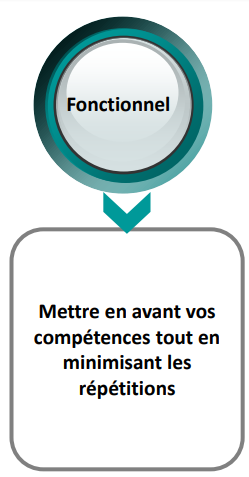 Fonctionnel
Mettre en avant vos
compétences tout en
minimisant les
répétitions